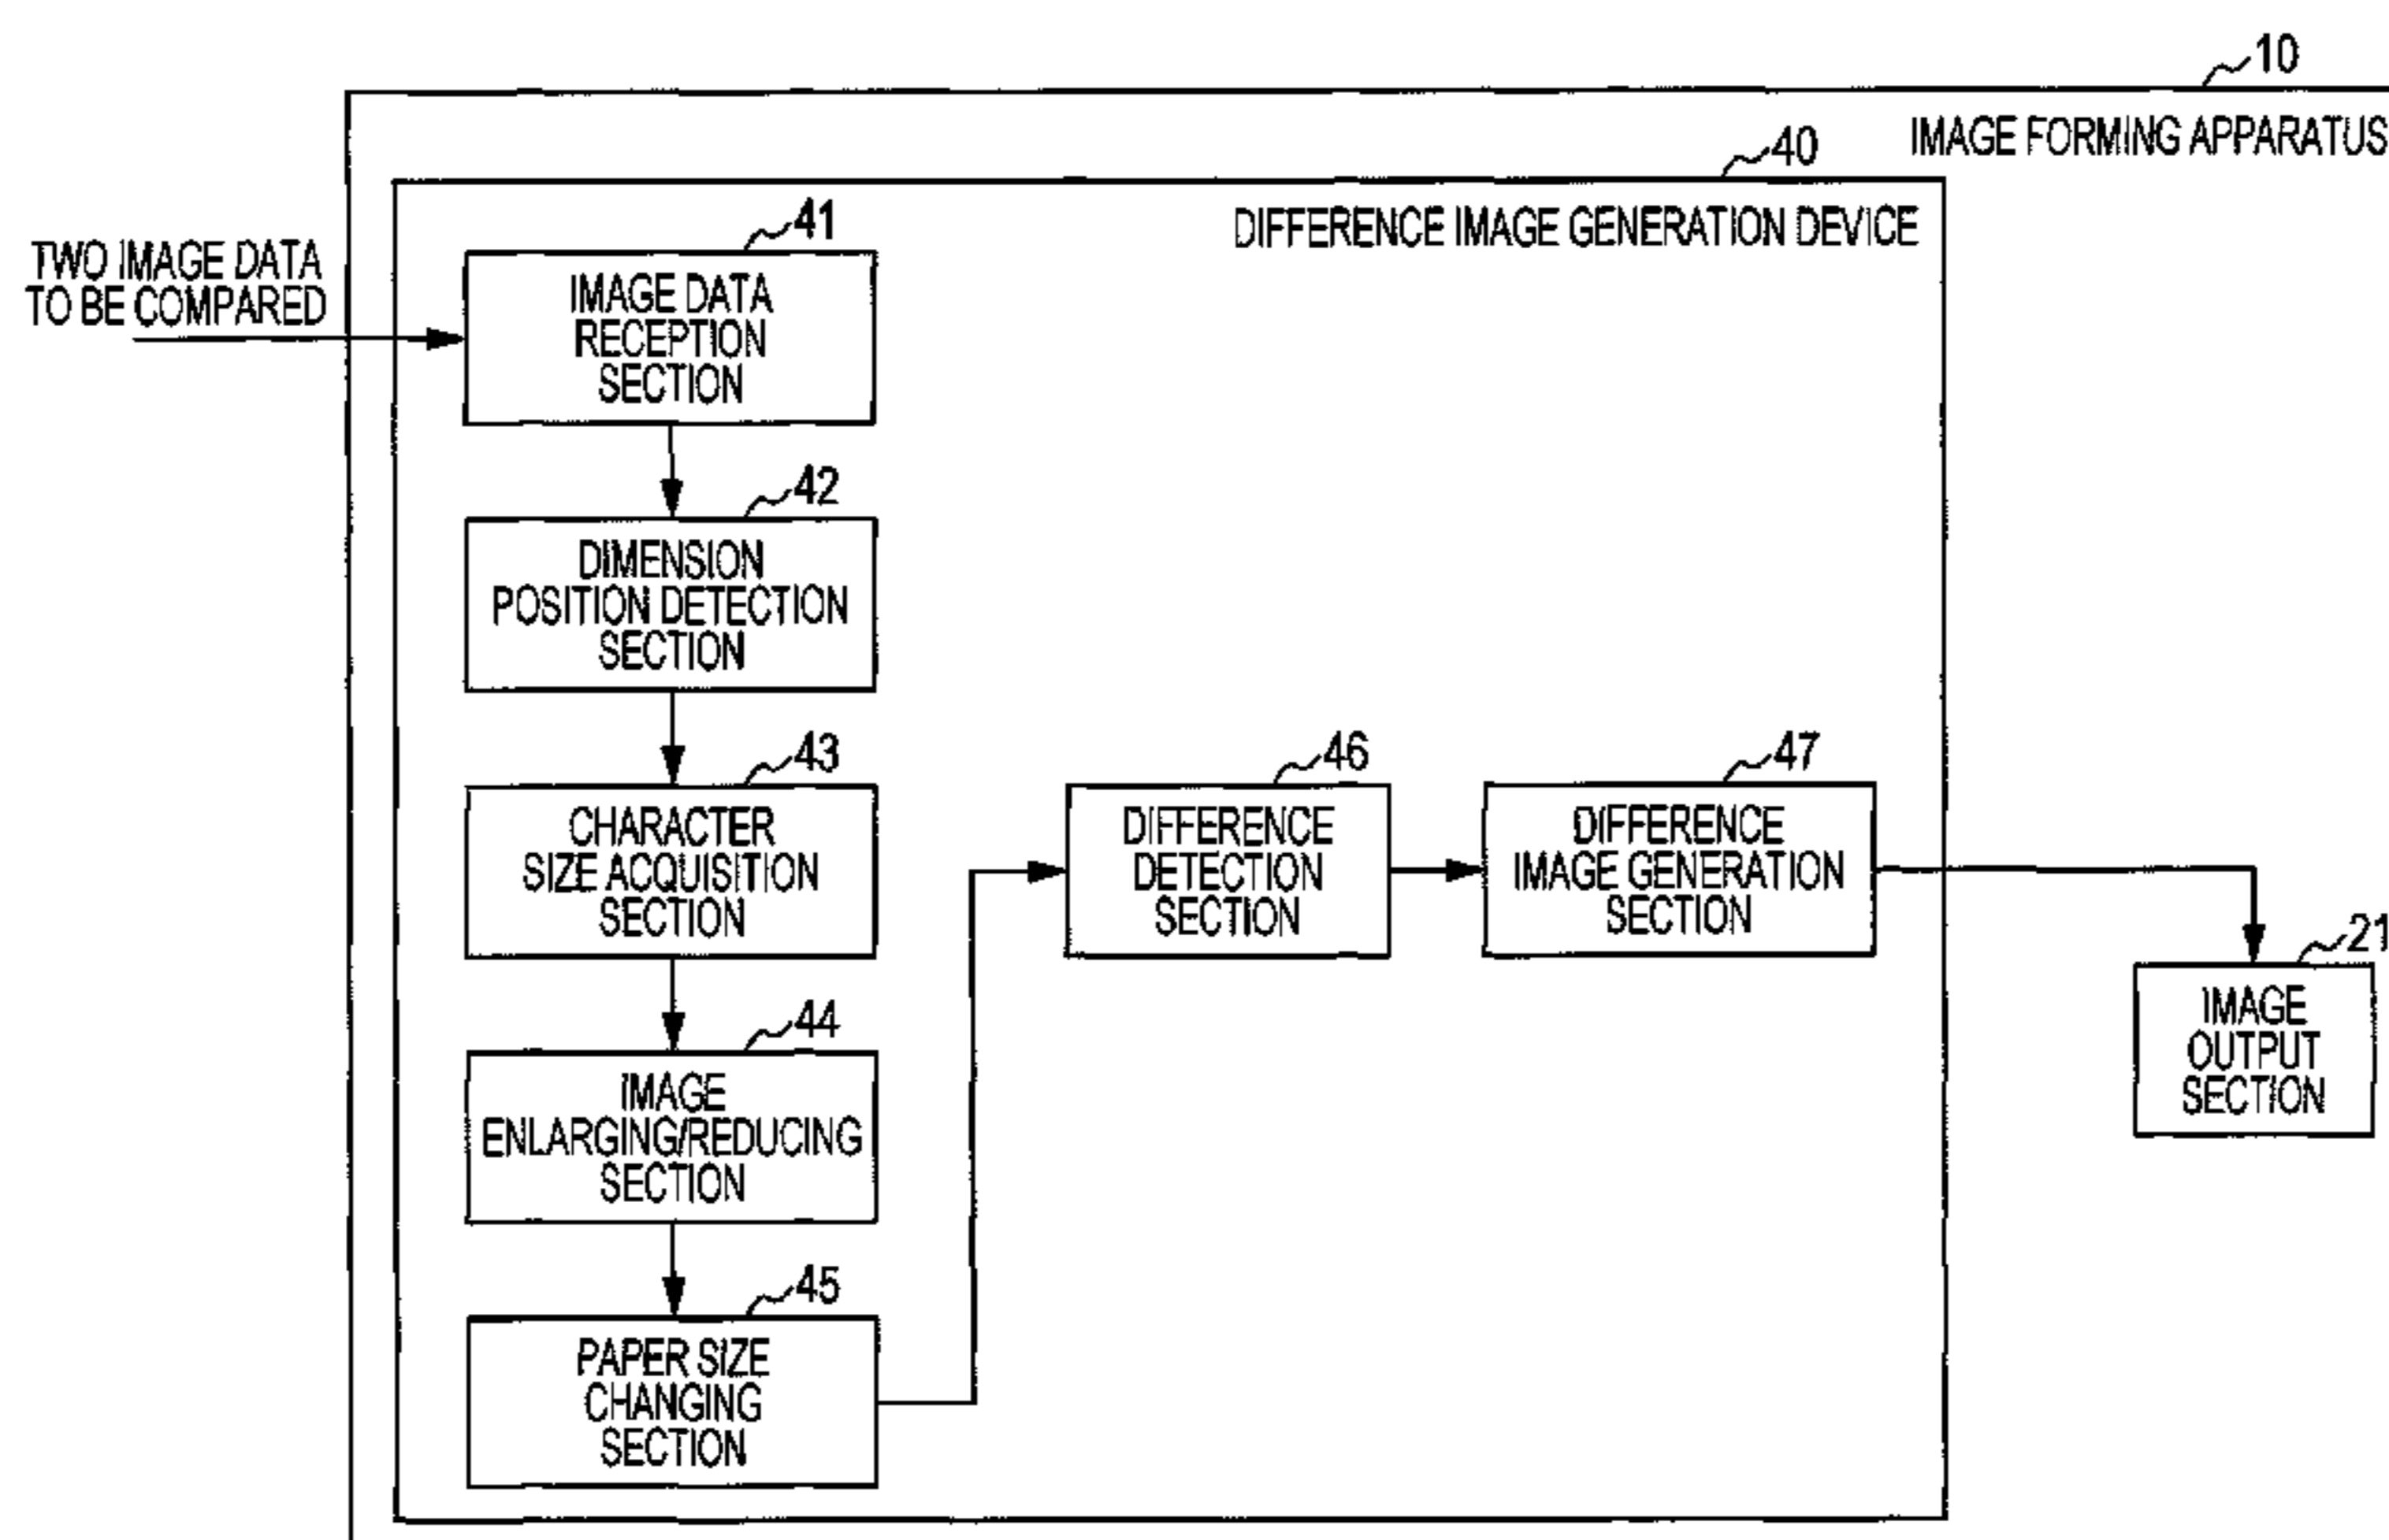 10
IMAGE FORMING APPARATUS
40
DIFFERENCE IMAGE GENERATION DEVICE
TWO IMAGE DATA
TO BE COMPARED
41
IMAGE DATA
RECEPTION
SECTION
42
DIMENSION
POSITION DETECTION
SECTION
43
CHARACTER
SIZE ACQUISITION
SECTION
44
IMAGE
ENLARGING/REDUCING
SECTION
45
PAPER SIZE
CHANGING
SECTION
46
DIFFERENCE
DETECTION
SECTION
47
DIFFERENCE
IMAGE GENERATION
SECTION
21
IMAGE
OUTPUT
SECTION